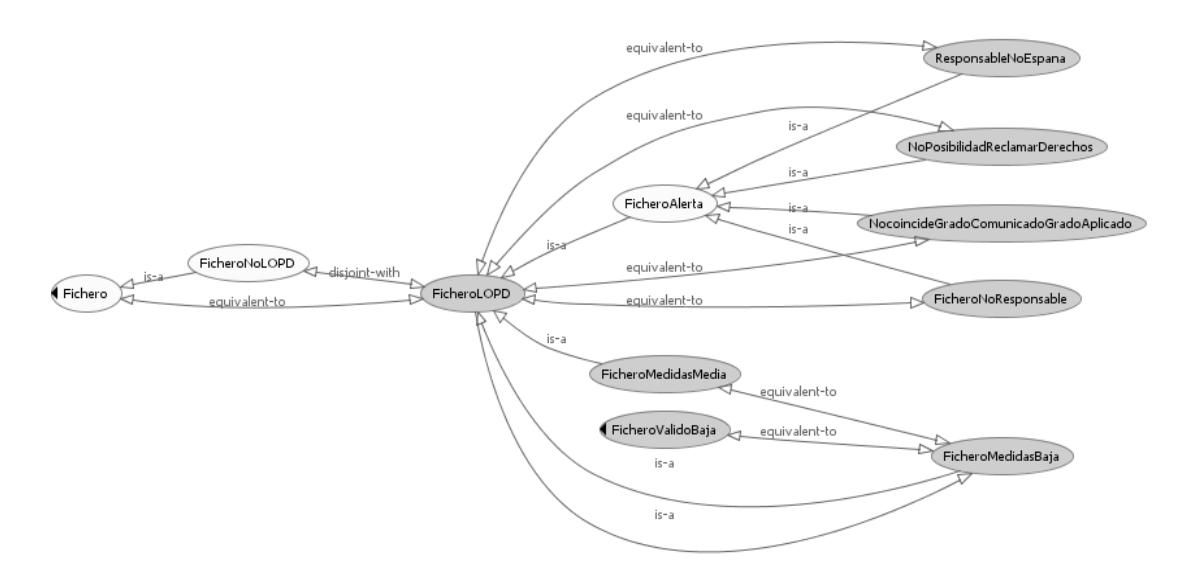 equivalent-to
ResponsableNoEspana
equivalent-to
is-a
NoPosibilidadReclamarDerechos
is-a
FicheroAlerta
is-a
NocoincideGradoComunicadoGradoAplicado
is-a
is-a
FicheroNoLOPD
is-a
disjoint-with
equivalent-to
Fichero
equivalent-to
FicheroLOPD
equivalent-to
FicheroNoResponsable
is-a
FicheroMedidasMedia
equivalent-to
FicheroValidoBaja
equivalent-to
is-a
FicheroMedidasBaja
is-a